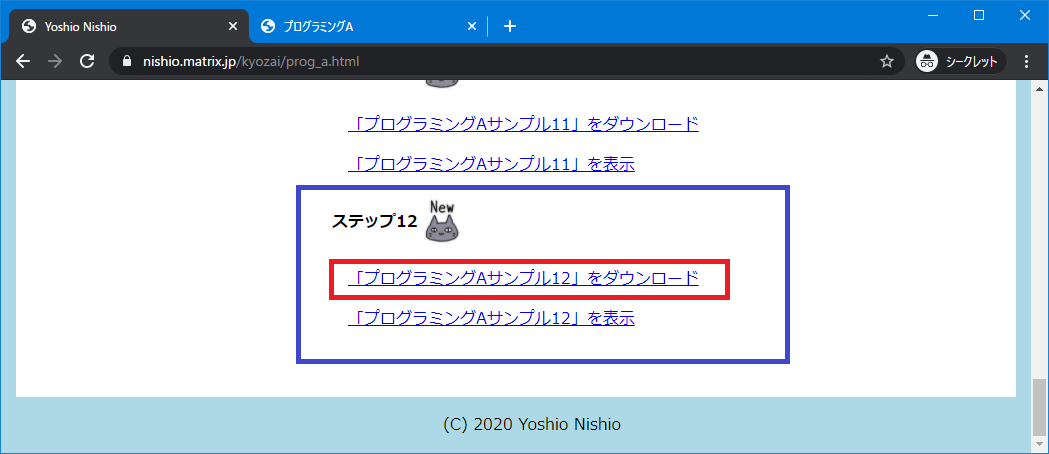 Yoshio Nishio
プログラミングA
nishio.matrix.jp/kyozai/prog_a.html
シークレット
「プログラミングAサンプル11」をダウンロード
「プログラミングAサンプル11」を表示
New
ステップ12
「プログラミングAサンプル12」をダウンロード
「プログラミングAサンプル12」を表示
(C) 2020 Yoshio Nishio